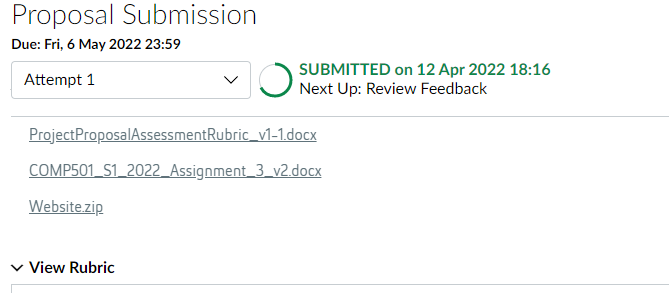 Proposal Submission
Due: Fri, 6 May 2022 23:59
Attempt 1
SUBMITTED on 12 Apr 2022 18:16
Next Up: Review Feedback
ProjectProposalAssessmentRubric_v1-1.docx
COMP501_S1_2022_Assignment_3_v2.docx
Website.zip
View Rubric